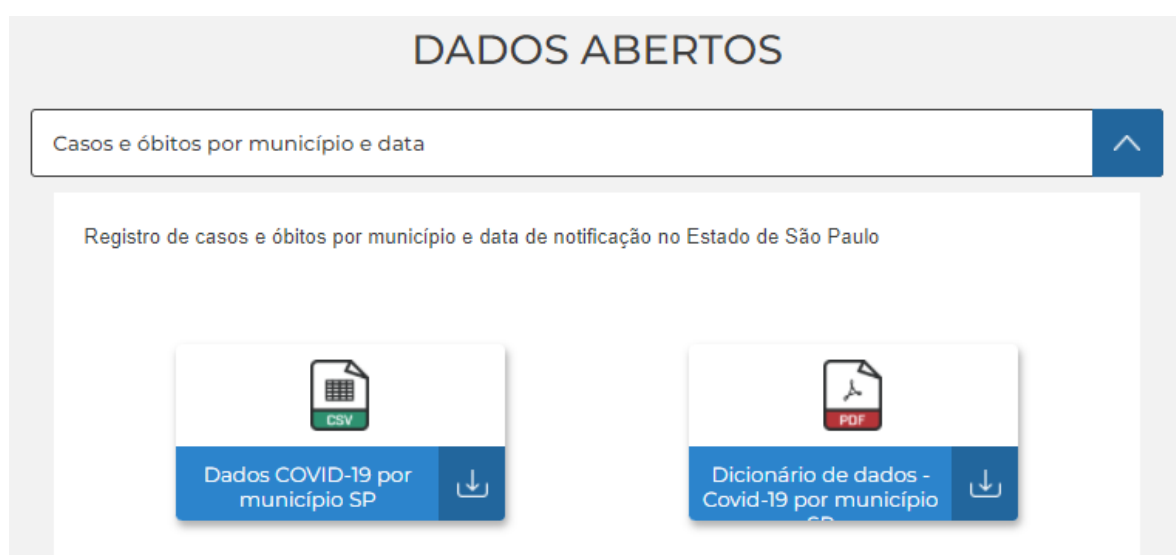 DADOS ABERTOS
Casos e óbitos por município e data
Registro de casos e óbitos por município e data de notificação no Estado de São Paulo
CSV
PDF
Dados COVID-19 por
município SP
Dicionário de dados -
Covid-19 por município
SP